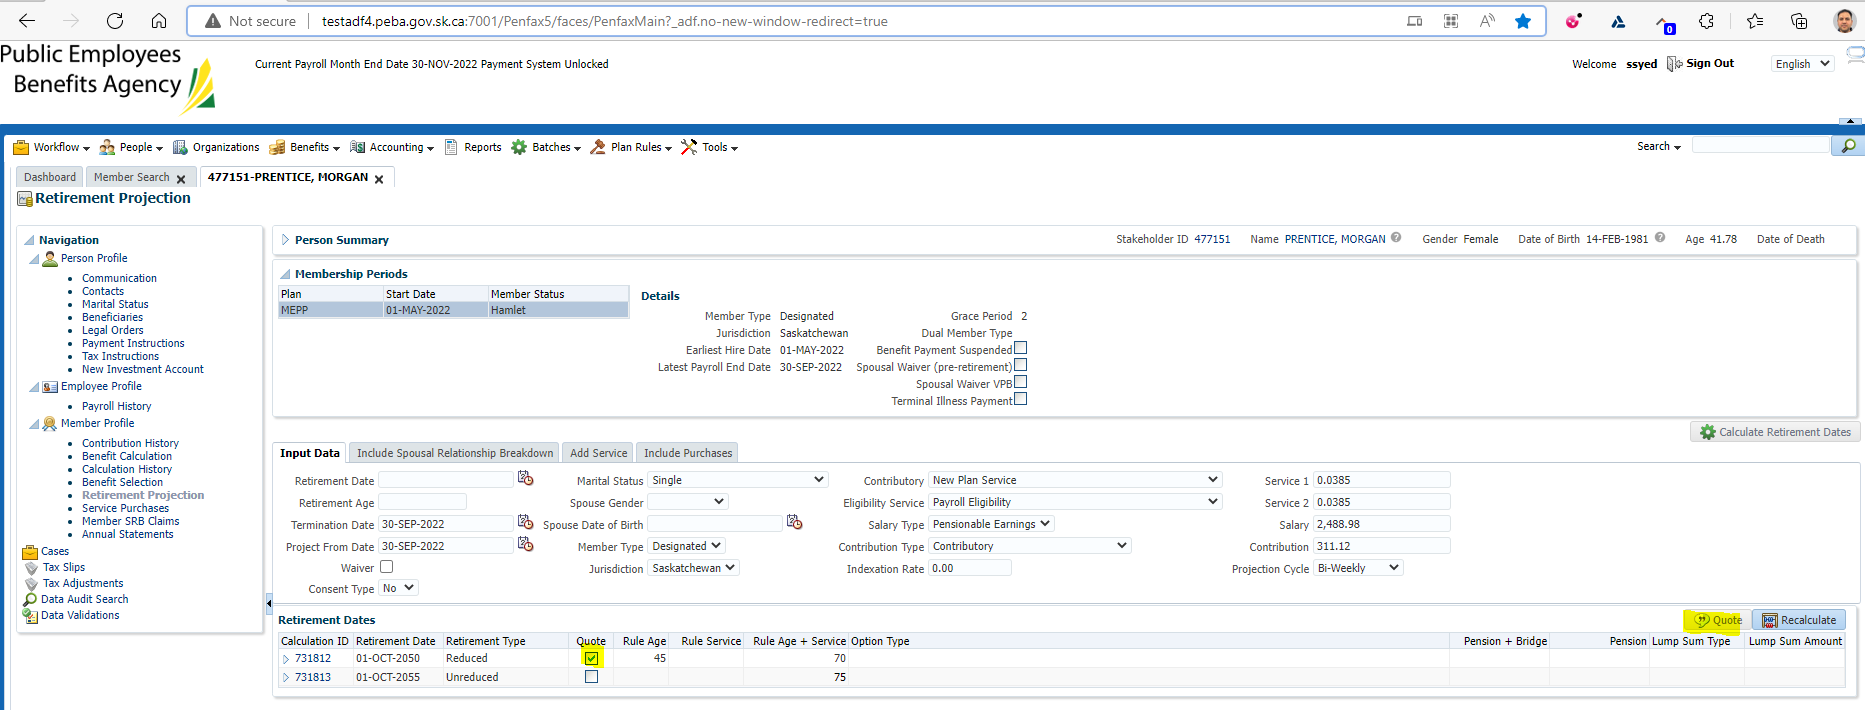 Not secure testadf4.peba.gov.sk.ca:7001/Penfax5/faces/PenfaxMain?_adf.no-new-window-redirect=true
0
Public Employees
Benefits Agency
Current Payroll Month End Date 30-NOV-2022 Payment System Unlocked
Welcome ssyed Sign Out English
Workflow People Organizations Benefits Accounting Reports Batches Plan Rules Tools Search
Dashboard Member Search 477151-PRENTICE, MORGAN
Retirement Projection
Navigation
Person Profile
Communication
Contacts
Marital Status
Beneficiaries
Legal Orders
Payment Instructions
Tax Instructions
New Investment Account
Employee Profile
Payroll History
Member Profile
Contribution History
Benefit Calculation
Calculation History
Benefit Selection
Retirement Projection
Service Purchases
Member SRB Claims
Annual Statements
Cases
Tax Slips
Tax Adjustments
Data Audit Search
Data Validations
Person Summary Stakeholder ID 477151 Name PRENTICE, MORGAN Gender Female Date of Birth 14-FEB-1981 Age 41.78 Date of Death
Membership Periods
Plan Start Date Member Status
MEPP 01-MAY-2022 Hamlet
Details
Member Type Designated Grace Period 2
Jurisdiction Saskatchewan Dual Member Type
Earliest Hire Date 01-MAY-2022 Benefit Payment Suspended
Latest Payroll End Date 30-SEP-2022 Spousal Waiver (pre-retirement)
Spousal Waiver VPB
Terminal Illness Payment
Calculate Retirement Dates
Input Data Include Spousal Relationship Breakdown Add Service Include Purchases
Retirement Date Marital Status Single Contributory New Plan Service Service 1 0.0385
Retirement Age Spouse Gender Eligibility Service Payroll Eligibility Service 2 0.0385
Termination Date 30-SEP-2022 Spouse Date of Birth Salary Type Pensionable Earnings Salary 2,488.98
Project From Date 30-SEP-2022 Member Type Designated Contribution Type Contributory Contribution 311.12
Waiver Jurisdiction Saskatchewan Indexation Rate 0.00 Projection Cycle Bi-Weekly
Consent Type No
Retirement Dates Quote Recalculate
Calculation ID Retirement Date Retirement Type Quote Rule Age Rule Service Rule Age + Service Option Type Pension + Bridge Pension Lump Sum Type Lump Sum Amount
731812 01-OCT-2050 Reduced 45 70
731813 01-OCT-2055 Unreduced 75